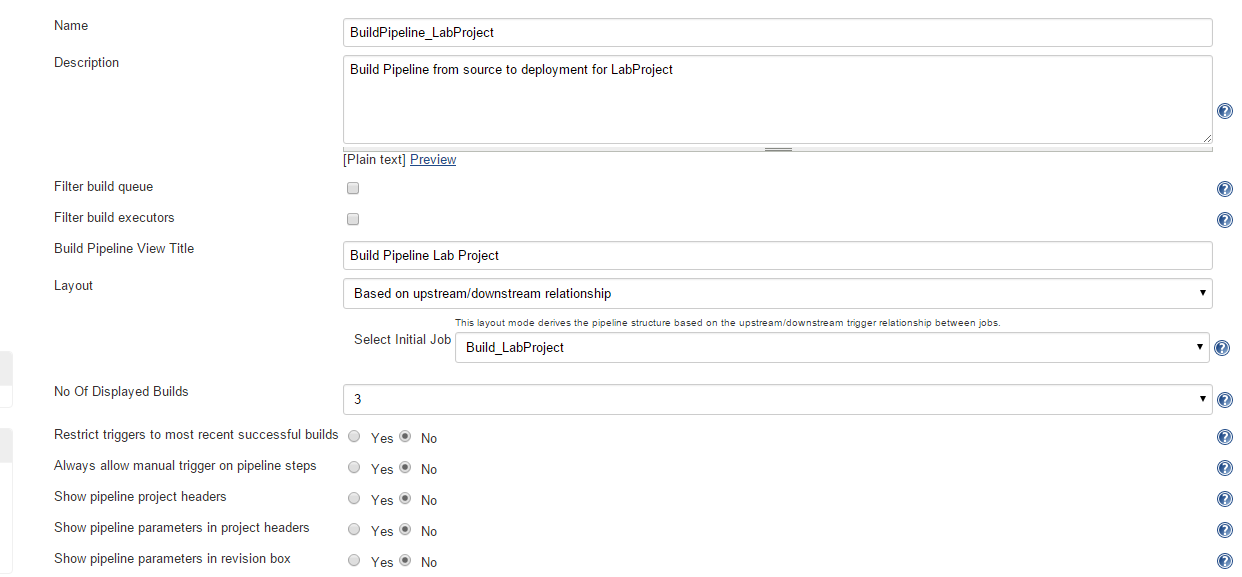 Name
BuildPipeline_LabProject
Description
Build Pipeline from source to deployment for LabProject
?
[Plain text] Preview
Filter build queue
?
Filter build executors
?
Build Pipeline View Title
Build Pipeline Lab Project
Layout
Based on upstream/downstream relationship
This layout mode derives the pipeline structure based on the upstream/downstream trigger relationship between jobs.
Select Initial Job
Build_LabProject
?
No Of Displayed Builds
3
?
Restrict triggers to most recent successful builds Yes No ?
Always allow manual trigger on pipeline steps Yes No ?
Show pipeline project headers Yes No ?
Show pipeline parameters in project headers Yes No ?
Show pipeline parameters in revision box Yes No ?